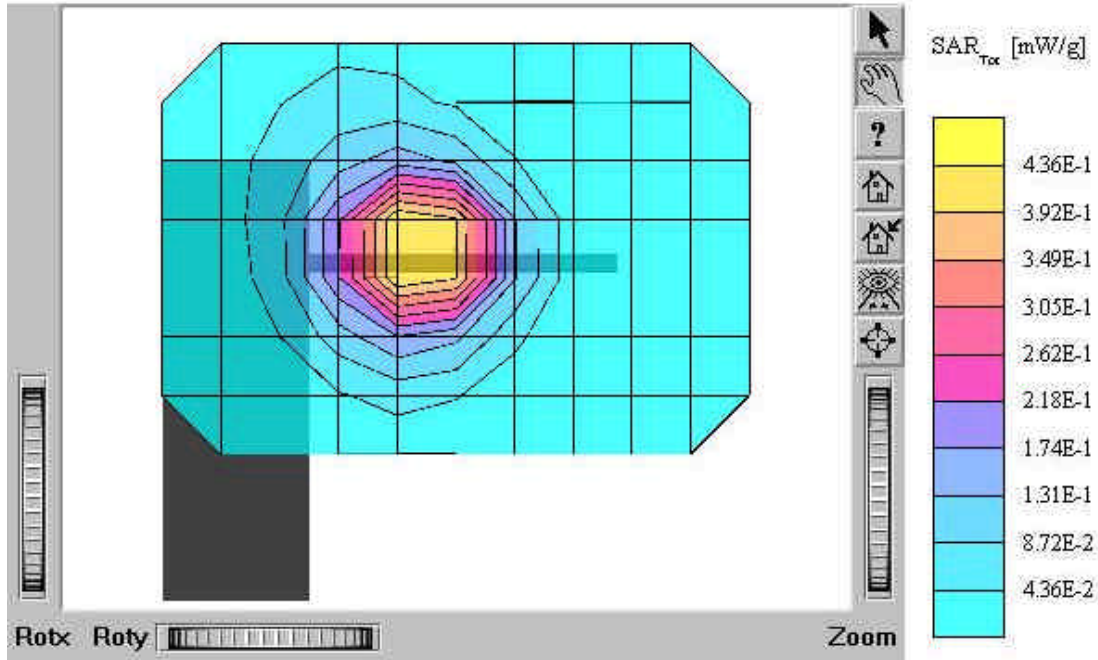 SAR_Tot [mW/g]
?
4.36E-1
3.92E-1
3.49E-1
3.05E-1
2.62E-1
2.18E-1
1.74E-1
1.31E-1
8.72E-2
4.36E-2
Rotx Roty Zoom